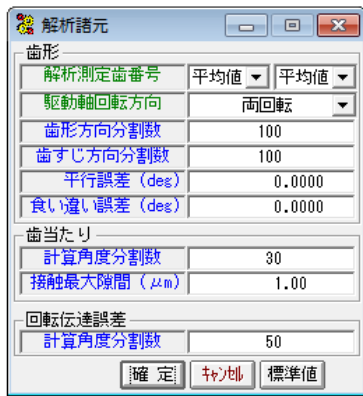 解析諸元
歯形
解析測定歯番号 平均値 平均値
駆動軸回転方向 両回転
歯形方向分割数 100
歯すじ方向分割数 100
平行誤差 (deg) 0.0000
食い違い誤差 (deg) 0.0000
歯当たり
計算角度分割数 30
接触最大隙間 (μm) 1.00
回転伝達誤差
計算角度分割数 50
確 定 ｷｬﾝｾﾙ 標準値